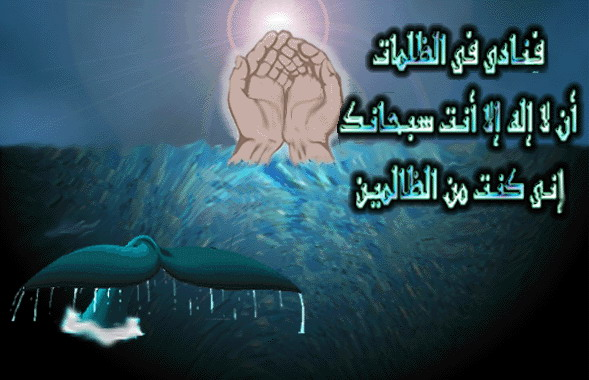 فنادى في الظلمات
أن لا إله إلا أنت سبحانك
إني كنت من الظالمين